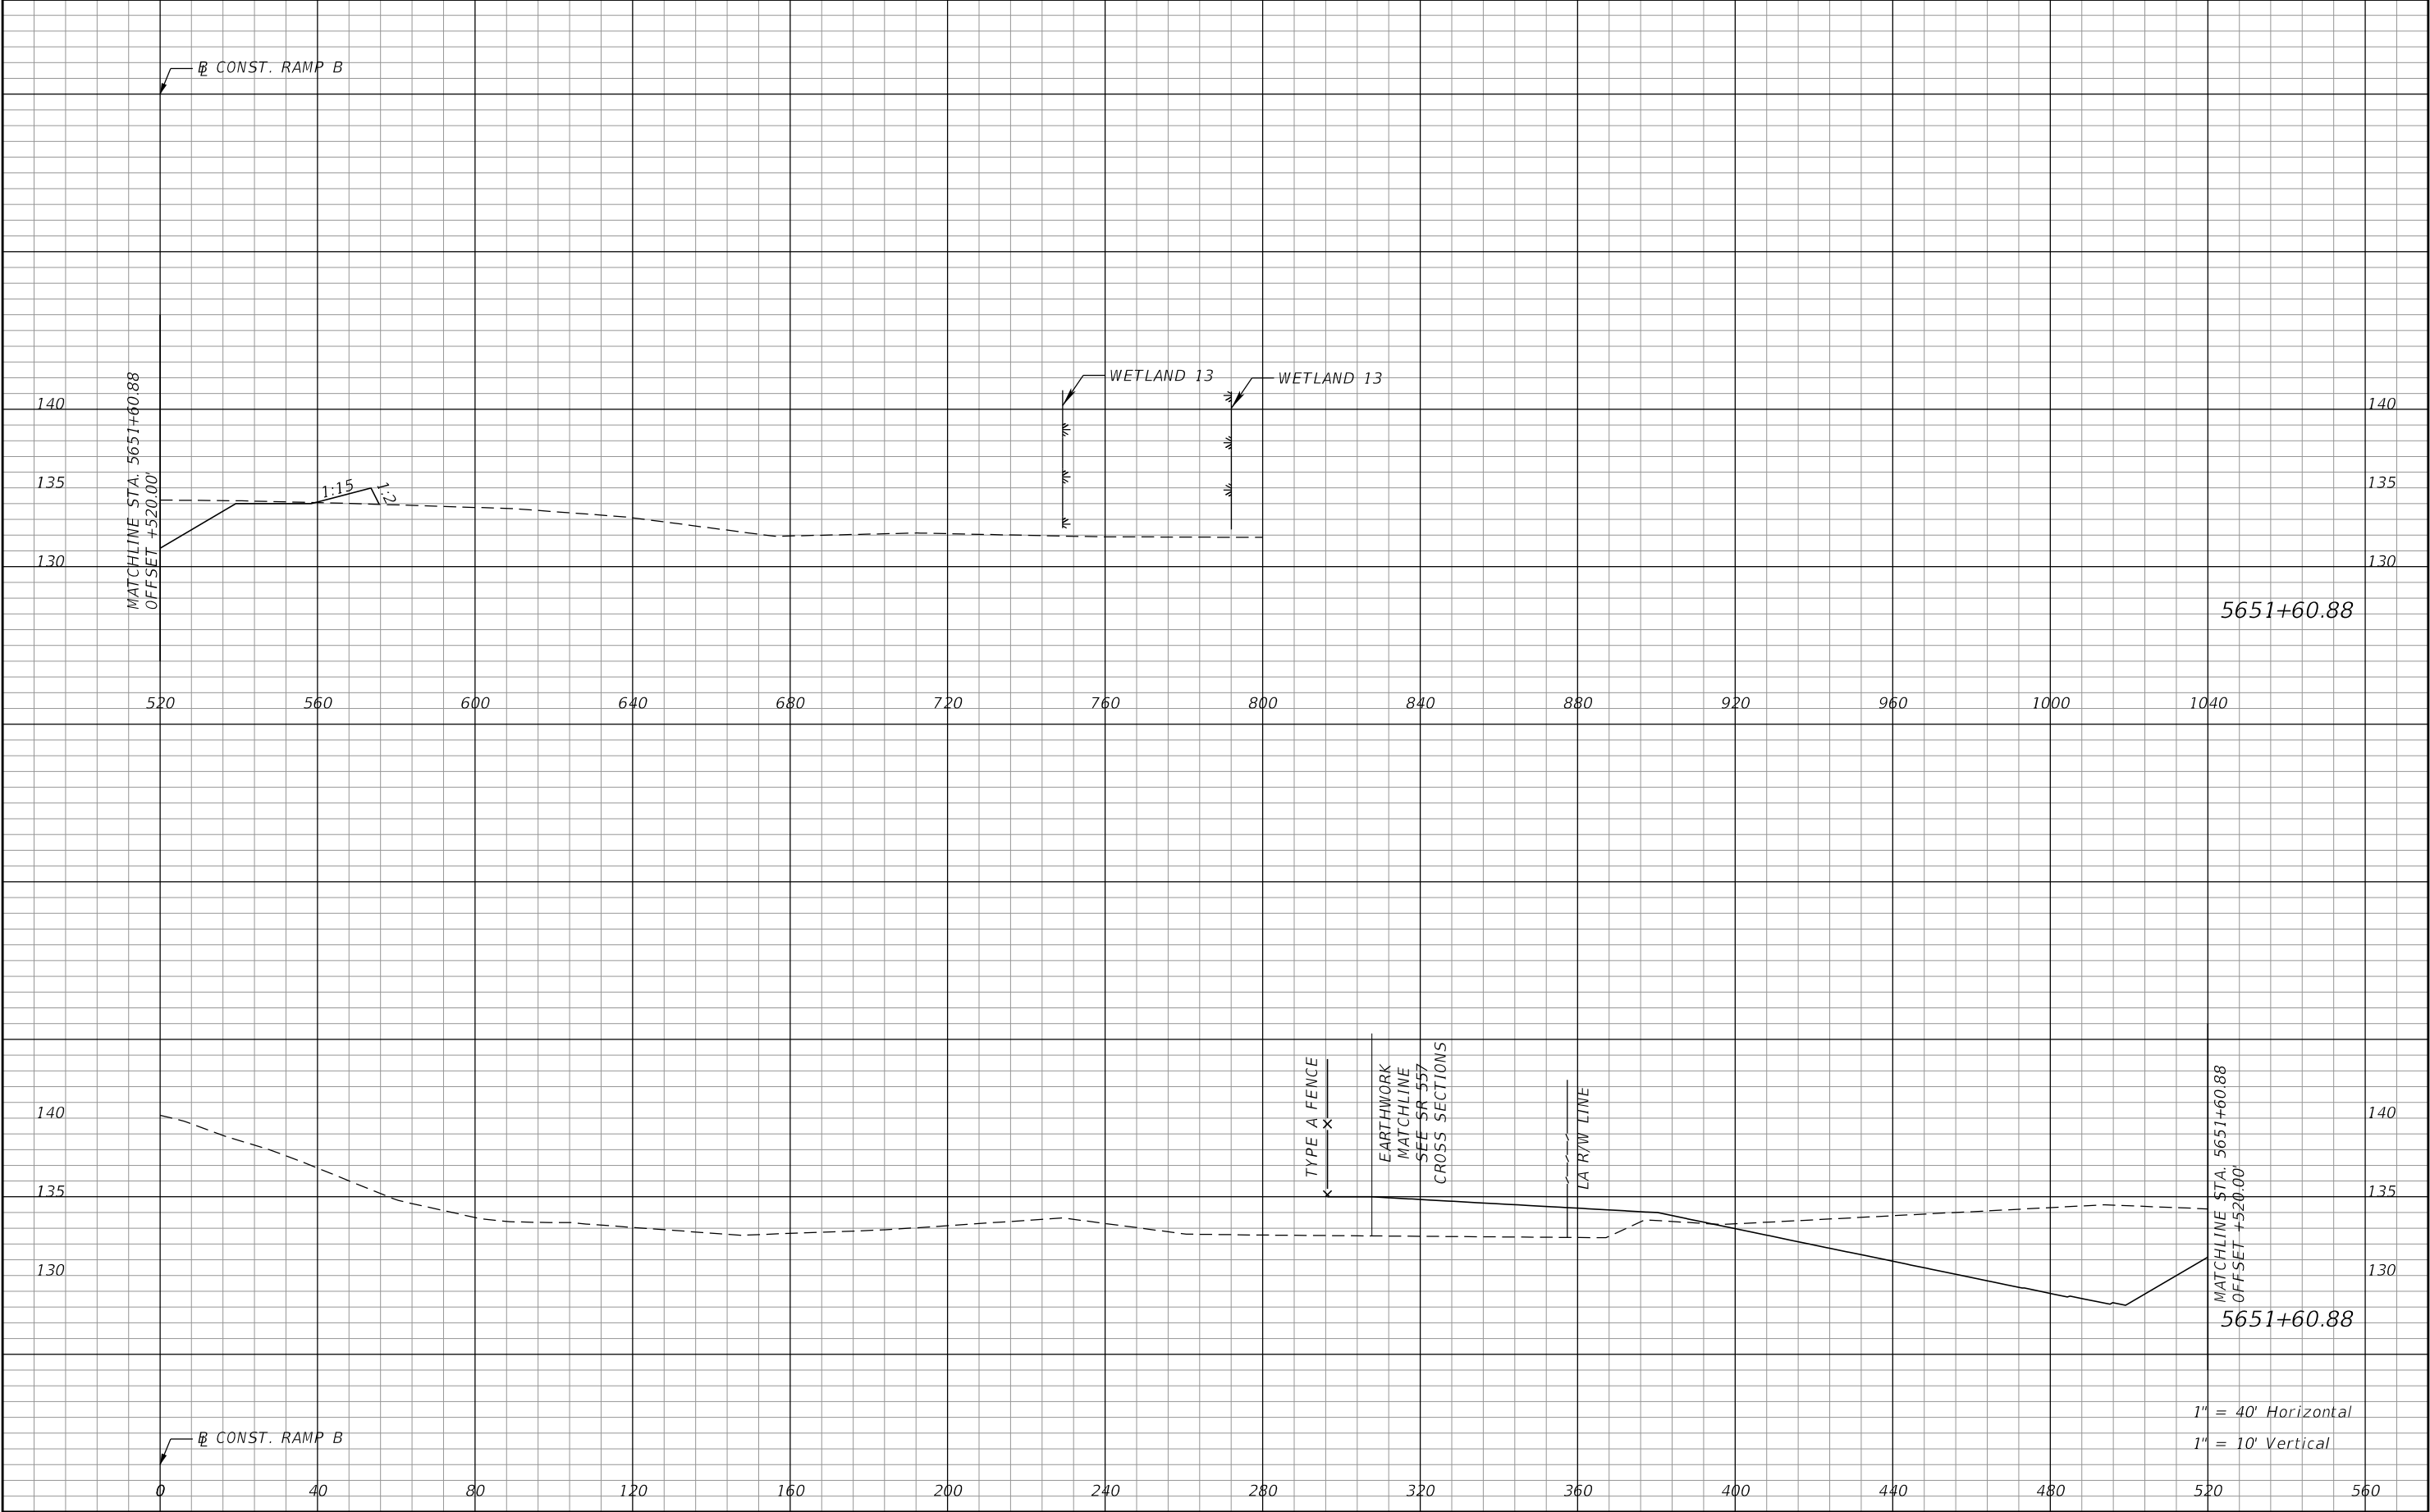 BL CONST. RAMP B
MATCHLINE STA. 5651+60.88
OFFSET +520.00'
WETLAND 13
WETLAND 13
140
140
1:15
1:2
135
135
130
130
5651+60.88
520
560
600
640
680
720
760
800
840
880
920
960
1000
1040
TYPE A FENCE
EARTHWORK
MATCHLINE
SEE SR 557
CROSS SECTIONS
LA R/W LINE
MATCHLINE STA. 5651+60.88
OFFSET +520.00'
140
140
135
135
130
130
5651+60.88
1" = 40' Horizontal
1" = 10' Vertical
BL CONST. RAMP B
0
40
80
120
160
200
240
280
320
360
400
440
480
520
560